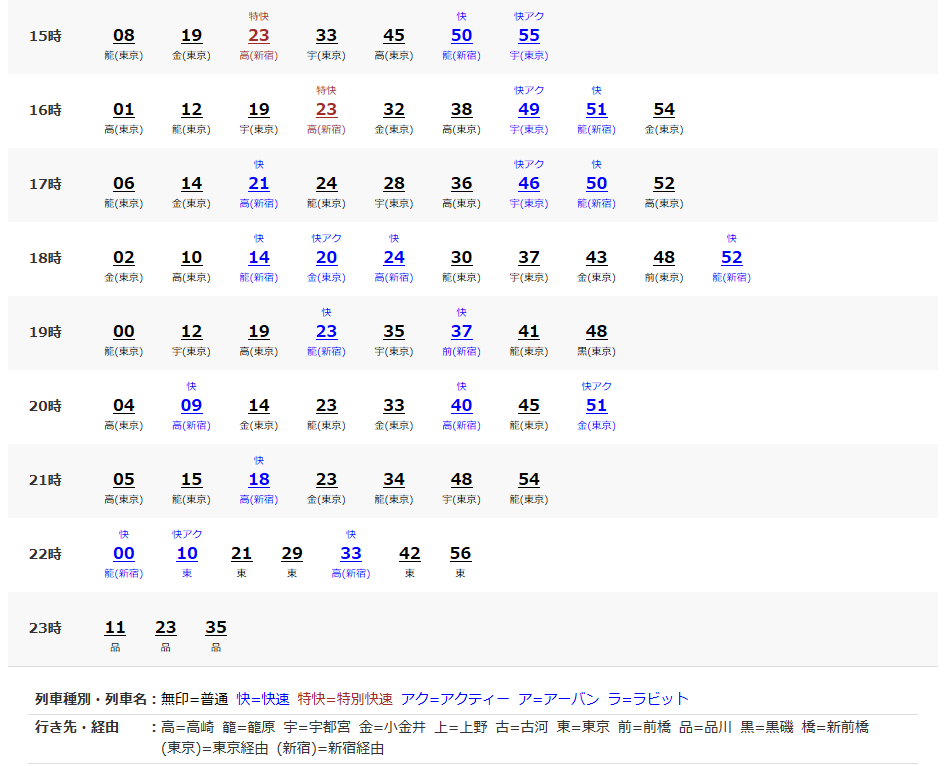 特快 快 快アク
15時 08 19 23 33 45 50 55
籠(東京) 金(東京) 高(新宿) 宇(東京) 高(東京) 籠(新宿) 宇(東京)
特快 快アク 快
16時 01 12 19 23 32 38 49 51 54
高(東京) 籠(東京) 宇(東京) 高(新宿) 金(東京) 高(東京) 宇(東京) 籠(新宿) 金(東京)
快 快アク 快
17時 06 14 21 24 28 36 46 50 52
籠(東京) 金(東京) 高(新宿) 籠(東京) 宇(東京) 高(東京) 宇(東京) 籠(新宿) 高(東京)
快 快アク 快 快
18時 02 10 14 20 24 30 37 43 48 52
金(東京) 高(東京) 籠(新宿) 金(東京) 高(新宿) 籠(東京) 宇(東京) 金(東京) 前(東京) 籠(新宿)
快 快
19時 00 12 19 23 35 37 41 48
籠(東京) 宇(東京) 高(東京) 籠(新宿) 宇(東京) 前(新宿) 籠(東京) 黒(東京)
快 快 快アク
20時 04 09 14 23 33 40 45 51
高(東京) 高(新宿) 金(東京) 籠(東京) 金(東京) 高(新宿) 籠(東京) 金(東京)
快
21時 05 15 18 23 34 48 54
高(東京) 籠(東京) 高(新宿) 金(東京) 籠(東京) 宇(東京) 籠(東京)
快 快アク 快
22時 00 10 21 29 33 42 56
籠(新宿) 東 東 東 高(新宿) 東 東
23時 11 23 35
品 品 品
列車種別・列車名：無印=普通 快=快速 特快=特別快速 アク=アクティー ア=アーバン ラ=ラビット
行き先・経由 ：高=高崎 籠=籠原 宇=宇都宮 金=小金井 上=上野 古=古河 東=東京 前=前橋 品=品川 黒=黒磯 橋=新前橋
(東京)=東京経由 (新宿)=新宿経由